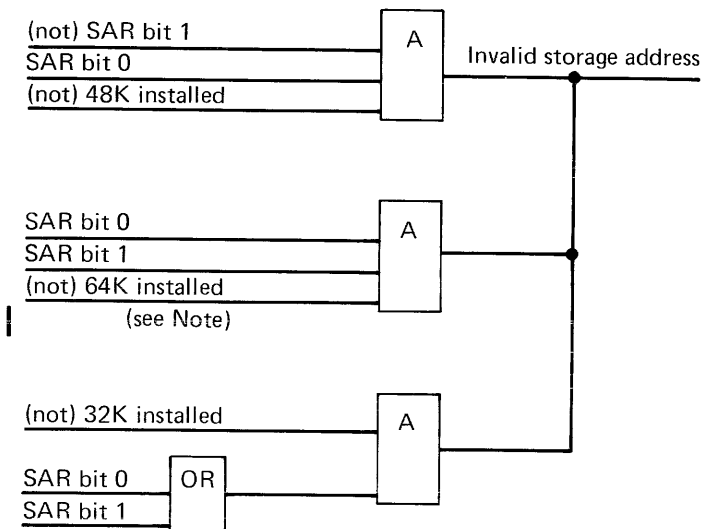 (not) SAR bit 1
SAR bit 0
(not) 48K installed
A
Invalid storage address
SAR bit 0
SAR bit 1
(not) 64K installed
(see Note)
A
(not) 32K installed
A
SAR bit 0
SAR bit 1
OR